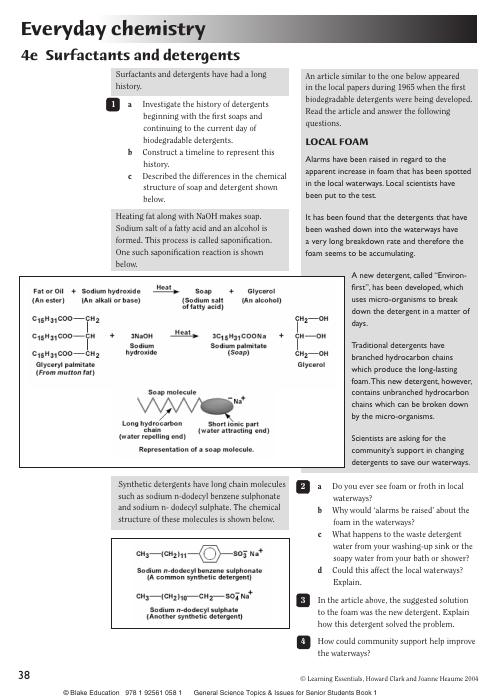 Everyday chemistry
4e Surfactants and detergents
Surfactants and detergents have had a long
history.
1 a Investigate the history of detergents
beginning with the first soaps and
continuing to the current day of
biodegradable detergents.
b Construct a timeline to represent this
history.
c Described the differences in the chemical
structure of soap and detergent shown
below.
Heating fat along with NaOH makes soap.
Sodium salt of a fatty acid and an alcohol is
formed. This process is called saponification.
One such saponification reaction is shown
below.
An article similar to the one below appeared
in the local papers during 1965 when the first
biodegradable detergents were being developed.
Read the article and answer the following
questions.
LOCAL FOAM
Alarms have been raised in regard to the
apparent increase in foam that has been spotted
in the local waterways. Local scientists have
been put to the test.
It has been found that the detergents that have
been washed down into the waterways have
a very long breakdown rate and therefore the
foam seems to be accumulating.
A new detergent, called “Environ-
first”, has been developed, which
uses micro-organisms to break
down the detergent in a matter of
days.
Traditional detergents have
branched hydrocarbon chains
which produce the long-lasting
foam. This new detergent, however,
contains unbranched hydrocarbon
chains which can be broken down
by the micro-organisms.
Scientists are asking for the
community’s support in changing
detergents to save our waterways.
Fat or Oil + Sodium hydroxide Heat Soap + Glycerol
(An ester) (An alkali or base) (Sodium salt (An alcohol)
of fatty acid)
C15H31COO—CH2 CH2—OH
C15H31COO—CH + 3NaOH Heat 3C15H31COONa + CH—OH
C15H31COO—CH2 Sodium hydroxide Sodium palmitate (Soap) CH2—OH
Glyceryl palmitate Glycerol
(From mutton fat)
Soap molecule
– Na+
Long hydrocarbon Short ionic part
chain (water attracting end)
(water repelling end)
Representation of a soap molecule.
Synthetic detergents have long chain molecules
such as sodium n-dodecyl benzene sulphonate
and sodium n- dodecyl sulphate. The chemical
structure of these molecules is shown below.
CH3—(CH2)11— —SO3– Na+
Sodium n-dodecyl benzene sulphonate
(A common synthetic detergent)
CH3—(CH2)10—CH2—SO4– Na+
Sodium n-dodecyl sulphate
(Another synthetic detergent)
2 a Do you ever see foam or froth in local
waterways?
b Why would ‘alarms be raised’ about the
foam in the waterways?
c What happens to the waste detergent
water from your washing-up sink or the
soapy water from your bath or shower?
d Could this affect the local waterways?
Explain.
3 In the article above, the suggested solution
to the foam was the new detergent. Explain
how this detergent solved the problem.
4 How could community support help improve
the waterways?
38
© Learning Essentials, Howard Clark and Joanne Heaume 2004
© Blake Education 978 1 92561 058 1 General Science Topics & Issues for Senior Students Book 1